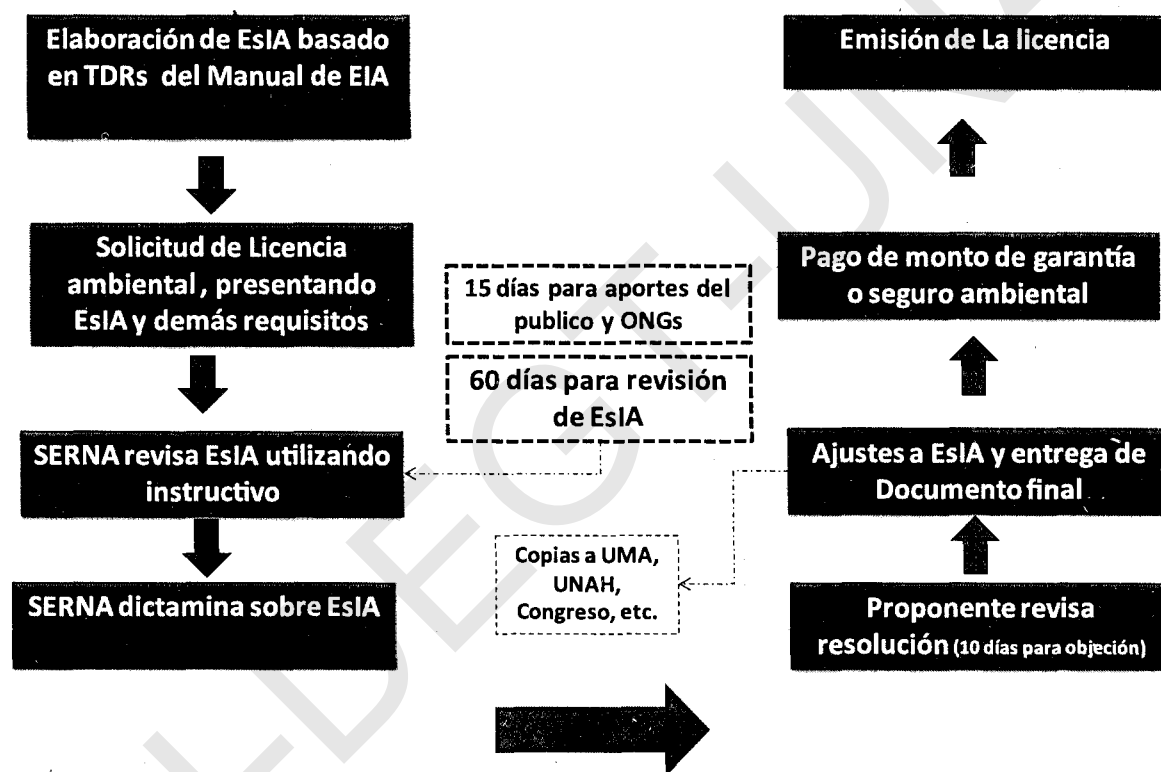 Elaboración de EsIA basado
en TDRs del Manual de EIA
Solicitud de Licencia
ambiental, presentando
EsIA y demás requisitos
SERNA revisa EsIA utilizando
instructivo
SERNA dictamina sobre EsIA
15 días para aportes del
publico y ONGs
60 días para revisión
de EsIA
Copias a UMA,
UNAH,
Congreso, etc.
Emisión de La licencia
Pago de monto de garantía
o seguro ambiental
Ajustes a EsIA y entrega de
Documento final
Proponente revisa
resolución (10 días para objeción)